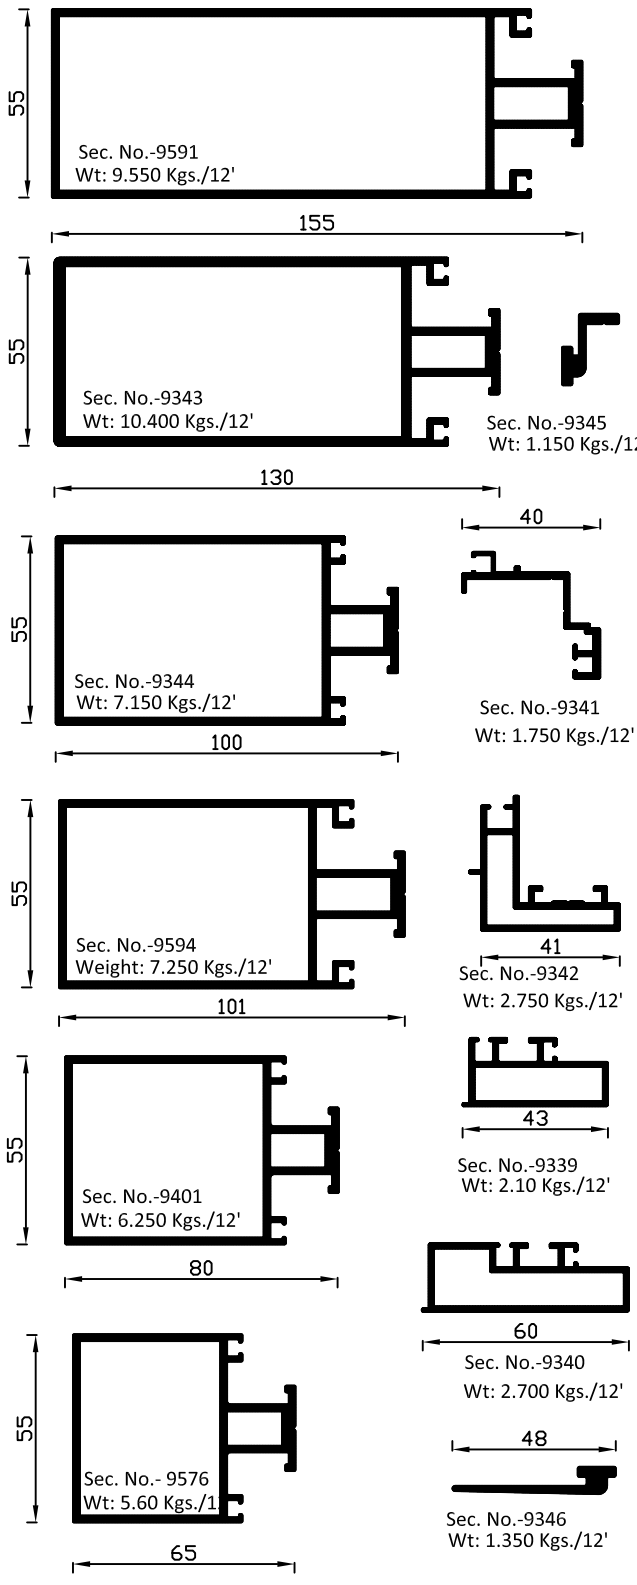 55
Sec. No.-9591
Wt: 9.550 Kgs./12'
155
55
Sec. No.-9343
Wt: 10.400 Kgs./12'
130
Sec. No.-9345
Wt: 1.150 Kgs./12
55
Sec. No.-9344
Wt: 7.150 Kgs./12'
100
40
Sec. No.-9341
Wt: 1.750 Kgs./12'
55
Sec. No.-9594
Weight: 7.250 Kgs./12'
101
41
Sec. No.-9342
Wt: 2.750 Kgs./12'
43
Sec. No.-9339
Wt: 2.10 Kgs./12'
55
Sec. No.-9401
Wt: 6.250 Kgs./12'
80
60
Sec. No.-9340
Wt: 2.700 Kgs./12'
55
Sec. No.- 9576
Wt: 5.60 Kgs./12
65
48
Sec. No.-9346
Wt: 1.350 Kgs./12'